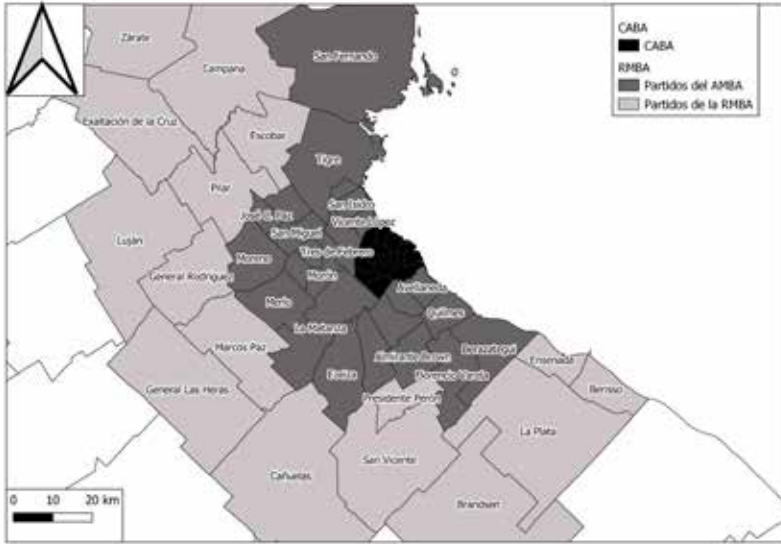 CABA
CABA
RMBA
Partidos del AMBA
Partidos de la RMBA
Zárate
Campana
San Fernando
Exaltación de la Cruz
Escobar
Tigre
Pilar
San Isidro
José C. Paz
Vicente López
San Miguel
Luján
Tres de Febrero
Moreno
General Rodríguez
Morón
Avellaneda
Merlo
Quilmes
La Matanza
Marcos Paz
Almirante Brown
Berazategui
Ensenada
Ezeiza
Florencio Varela
General Las Heras
Presidente Perón
Berisso
La Plata
San Vicente
Cañuelas
Brandsen
0 10 20 km